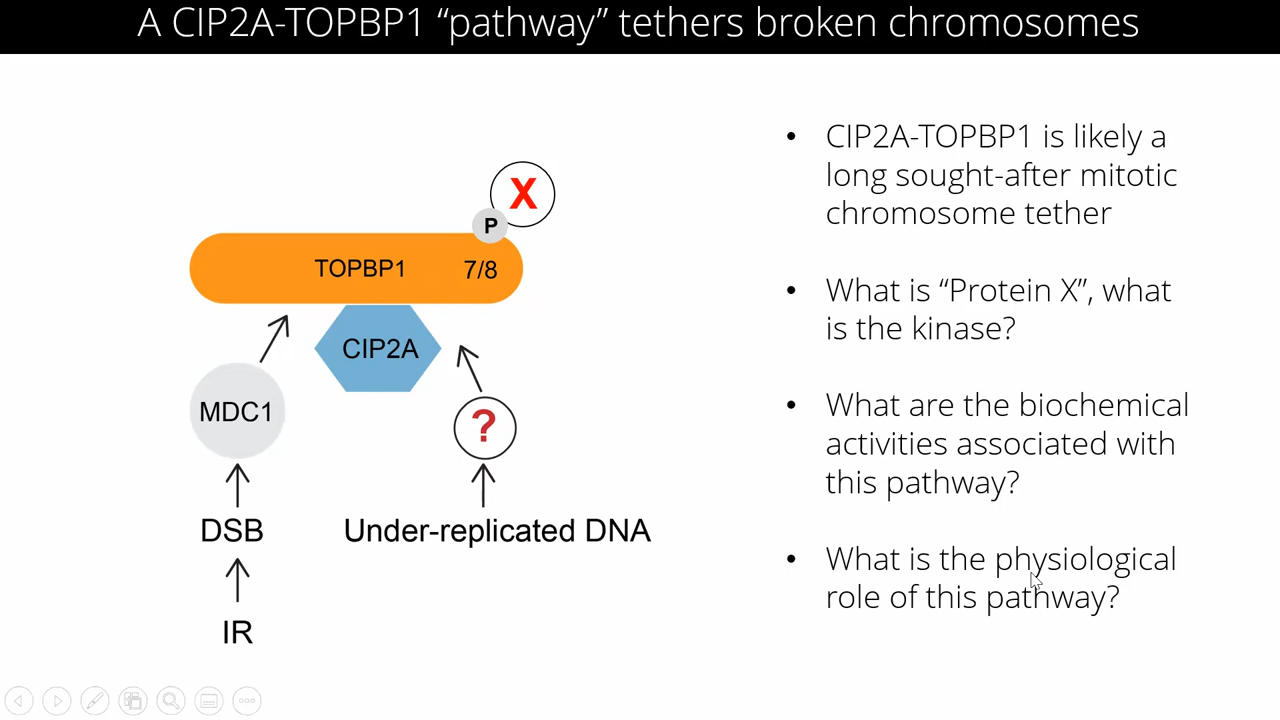 A CIP2A-TOPBP1 “pathway” tethers broken chromosomes
X
P
TOPBP1
7/8
CIP2A
MDC1
?
DSB
Under-replicated DNA
IR
• CIP2A-TOPBP1 is likely a
long sought-after mitotic
chromosome tether
• What is “Protein X”, what
is the kinase?
• What are the biochemical
activities associated with
this pathway?
• What is the physiological
role of this pathway?